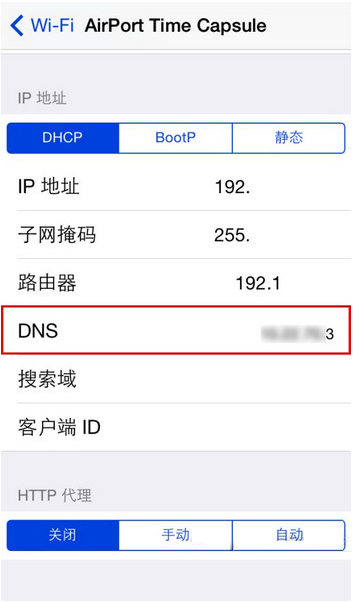 Wi-Fi AirPort Time Capsule
IP 地址
DHCP BootP 静态
IP 地址 192.
子网掩码 255.
路由器 192.1
DNS 3
搜索域
客户端 ID
HTTP 代理
关闭 手动 自动